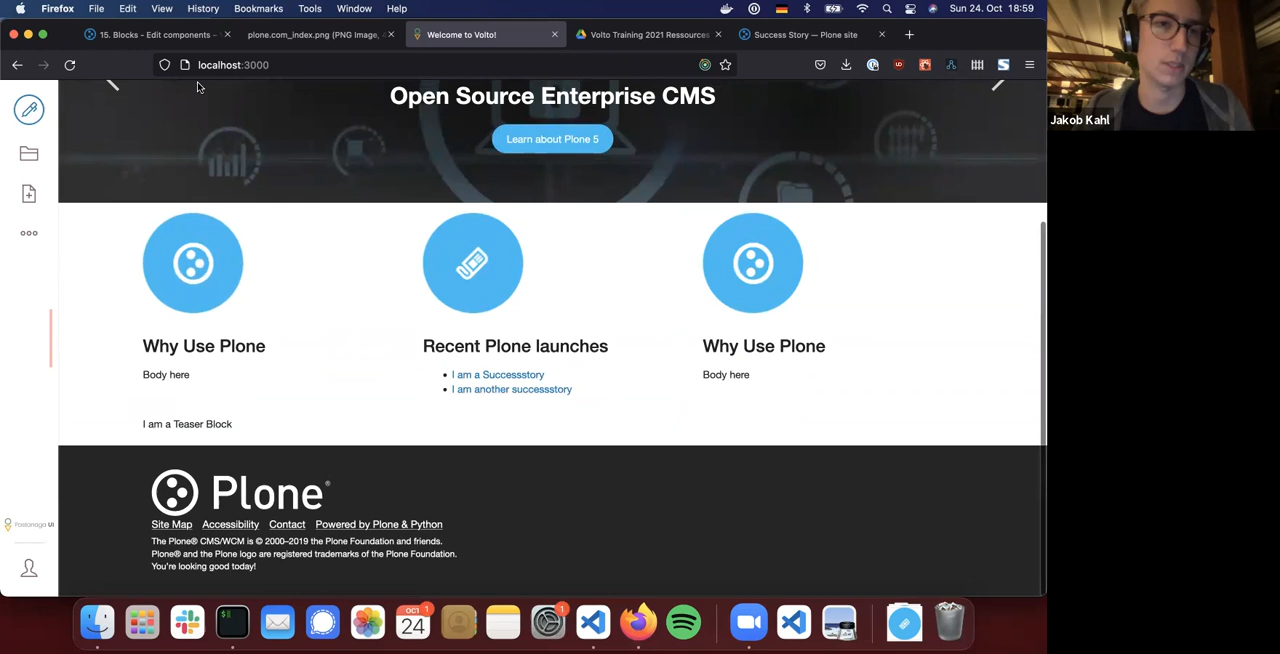 Firefox File Edit View History Bookmarks Tools Window Help Sun 24. Oct 18:59
15. Blocks - Edit components – plone.com_index.png (PNG Image, Welcome to Volto! Volto Training 2021 Ressources Success Story — Plone site
localhost:3000
Jakob Kahl
Open Source Enterprise CMS
Learn about Plone 5
Why Use Plone
Body here
Recent Plone launches
I am a Successstory
I am another successstory
Why Use Plone
Body here
I am a Teaser Block
Plone®
Site Map Accessibility Contact Powered by Plone & Python
The Plone® CMS/WCM is © 2000–2019 the Plone Foundation and friends.
Plone® and the Plone logo are registered trademarks of the Plone Foundation.
You're looking good today!
Pastanaga UI
OCT
24
1
1